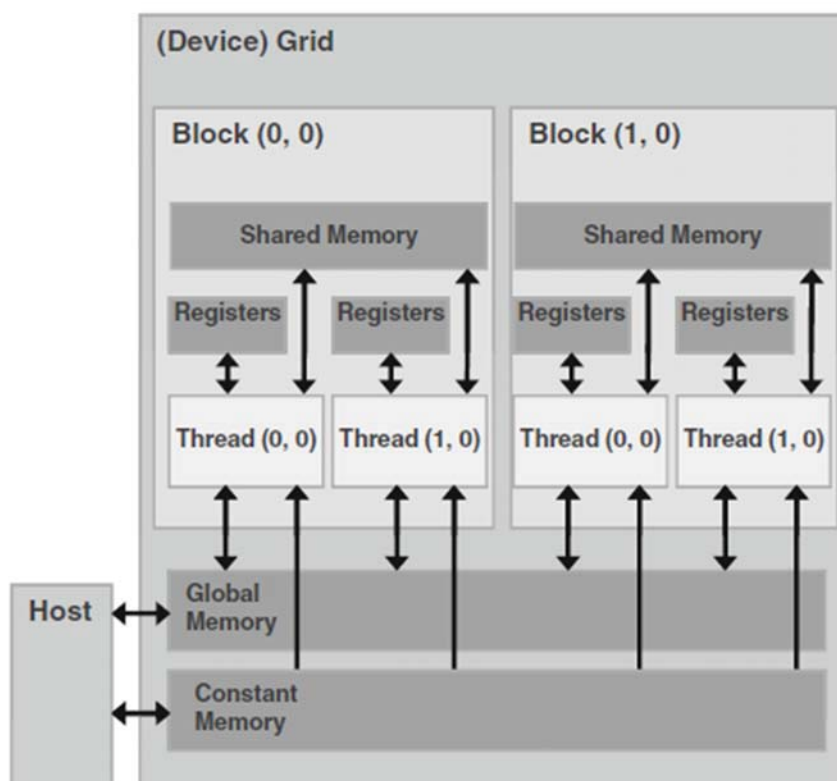 (Device) Grid
Block (0, 0)
Block (1, 0)
Shared Memory
Shared Memory
Registers
Registers
Registers
Registers
Thread (0, 0)
Thread (1, 0)
Thread (0, 0)
Thread (1, 0)
Host
Global
Memory
Constant
Memory